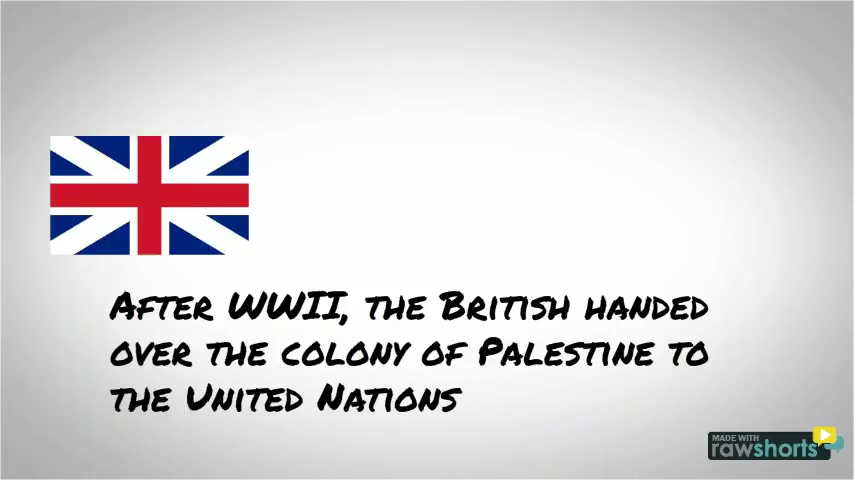 After WWII, the British handed
over the colony of Palestine to
the United Nations
MADE WITH
rawshorts